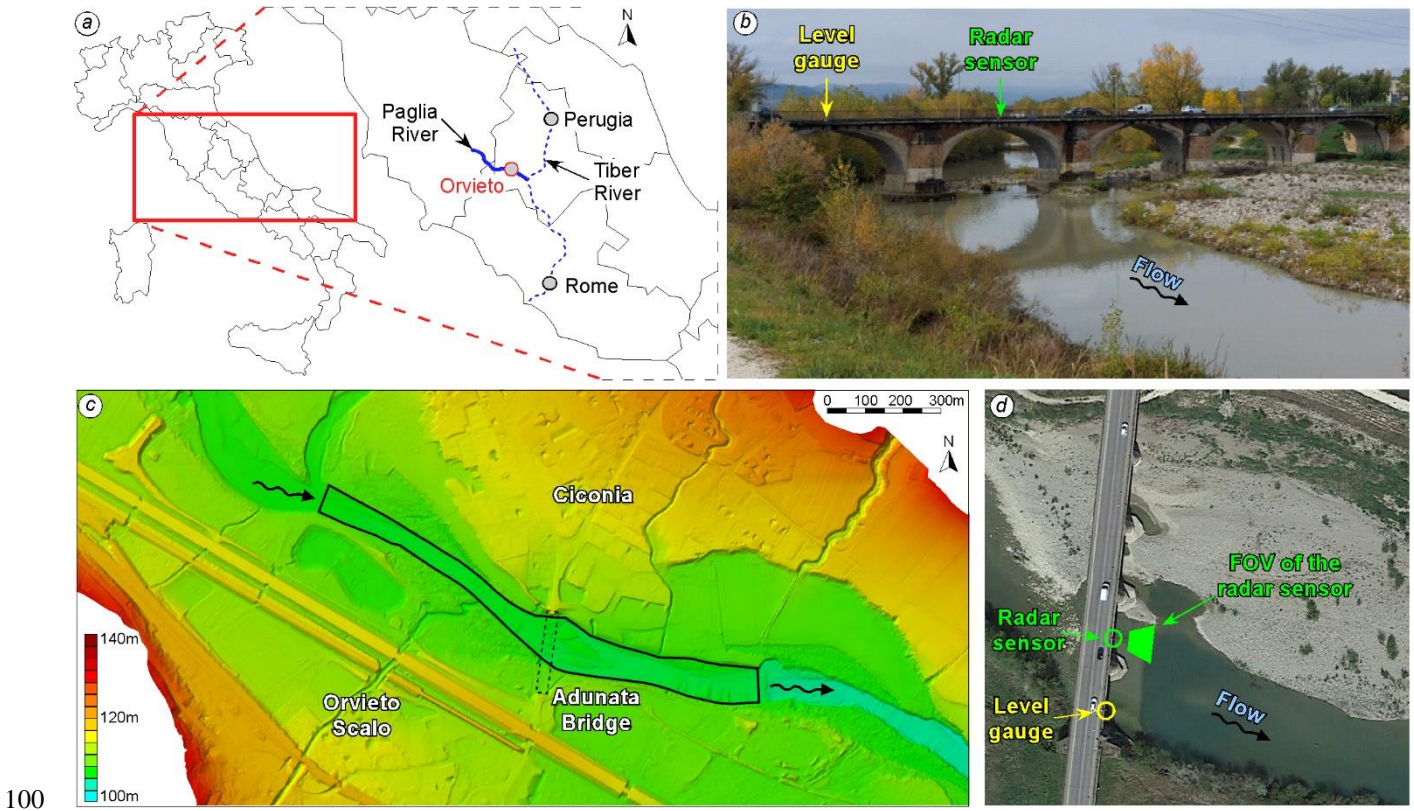 a
N
Paglia
River
Perugia
Orvieto
Tiber
River
Rome
b
Level
gauge
Radar
sensor
Flow
c
0 100 200 300m
N
Ciconia
140m
120m
100m
Orvieto
Scalo
Adunata
Bridge
d
FOV of the
radar sensor
Radar
sensor
Level
gauge
Flow
100